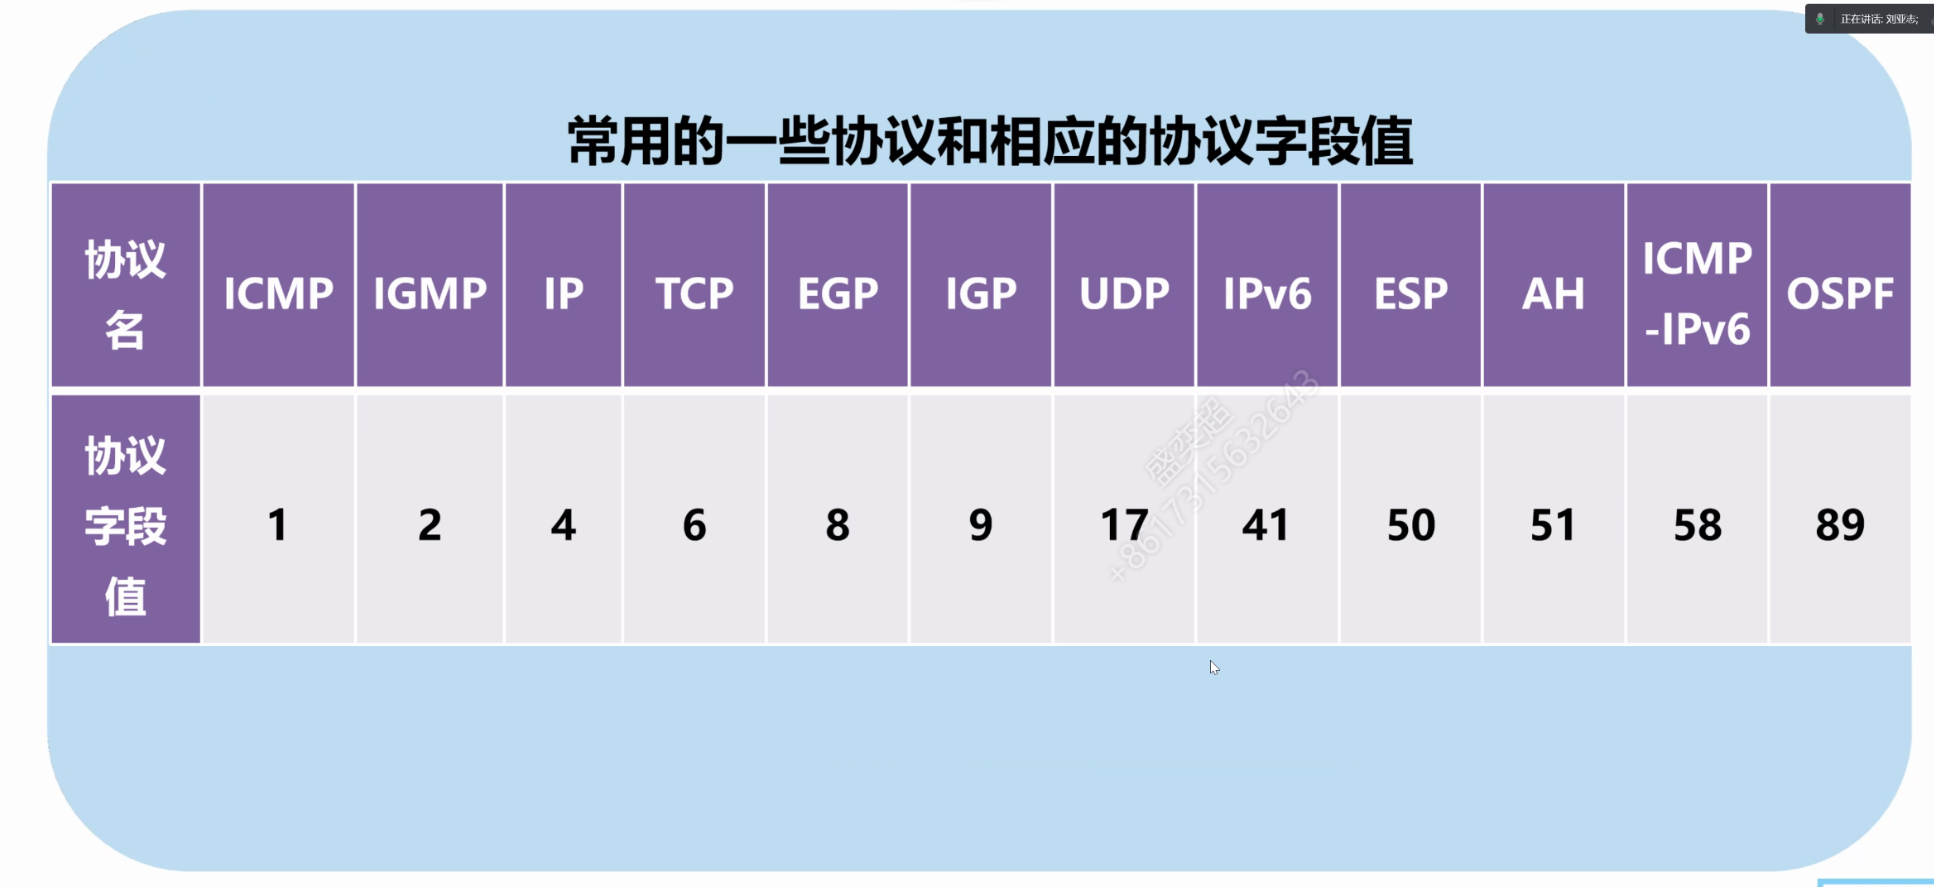 正在讲话: 刘亚志;
常用的一些协议和相应的协议字段值
协议
名
ICMP
IGMP
IP
TCP
EGP
IGP
UDP
IPv6
ESP
AH
ICMP
-IPv6
OSPF
协议
字段
值
1
2
4
6
8
9
17
41
50
51
58
89
盛奕超
+8617315632643